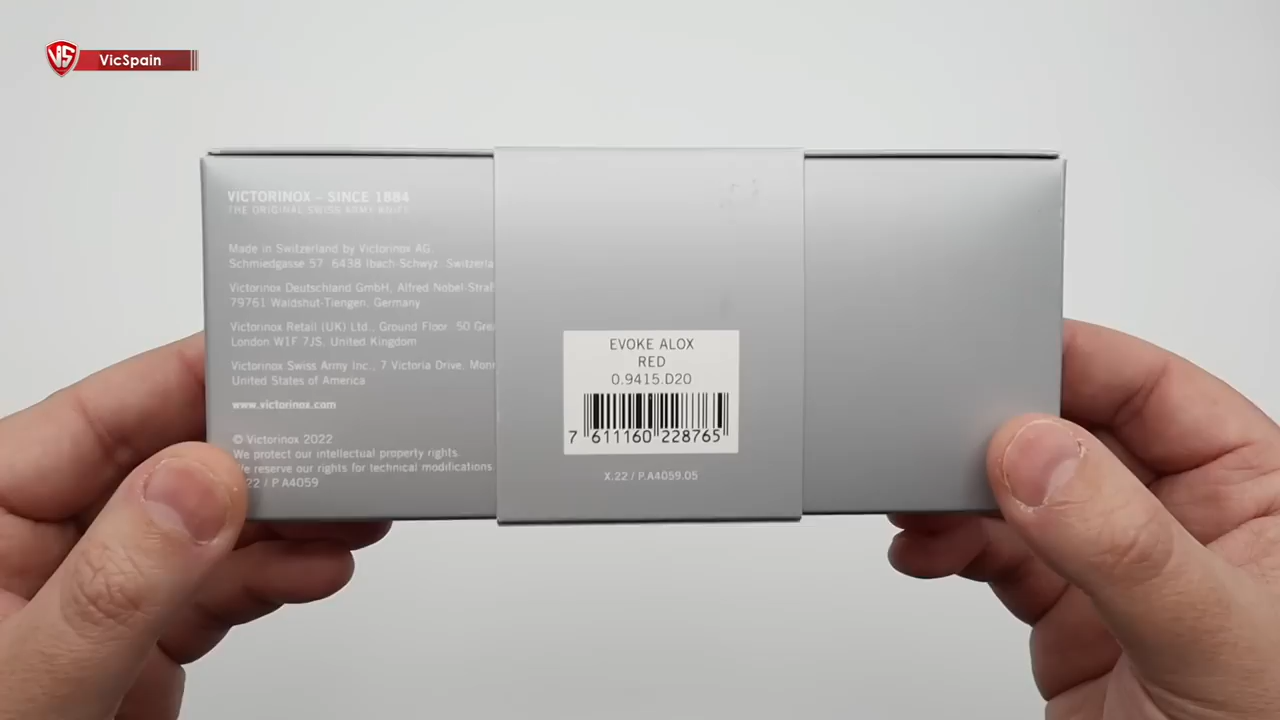 VS
VicSpain
VICTORINOX – SINCE 1884
THE ORIGINAL SWISS ARMY KNIFE
Made in Switzerland by Victorinox AG,
Schmiedgasse 57 6438 Ibach-Schwyz, Switzerla
Victorinox Deutschland GmbH, Alfred Nobel-Straß
79761 Waldshut-Tiengen, Germany
Victorinox Retail (UK) Ltd., Ground Floor, 50 Grea
London W1F 7JS, United Kingdom
Victorinox Swiss Army Inc., 7 Victoria Drive, Monr
United States of America
www.victorinox.com
© Victorinox 2022
We protect our intellectual property rights.
We reserve our rights for technical modifications
22 / P.A4059
EVOKE ALOX
RED
0.9415.D20
7 611160 228765
X.22 / P.A4059.05